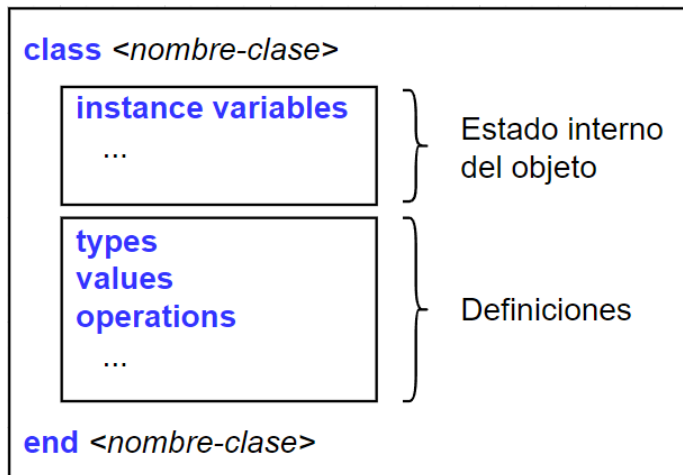 class <nombre-clase>
instance variables
...
Estado interno
del objeto
types
values
operations
...
Definiciones
end <nombre-clase>